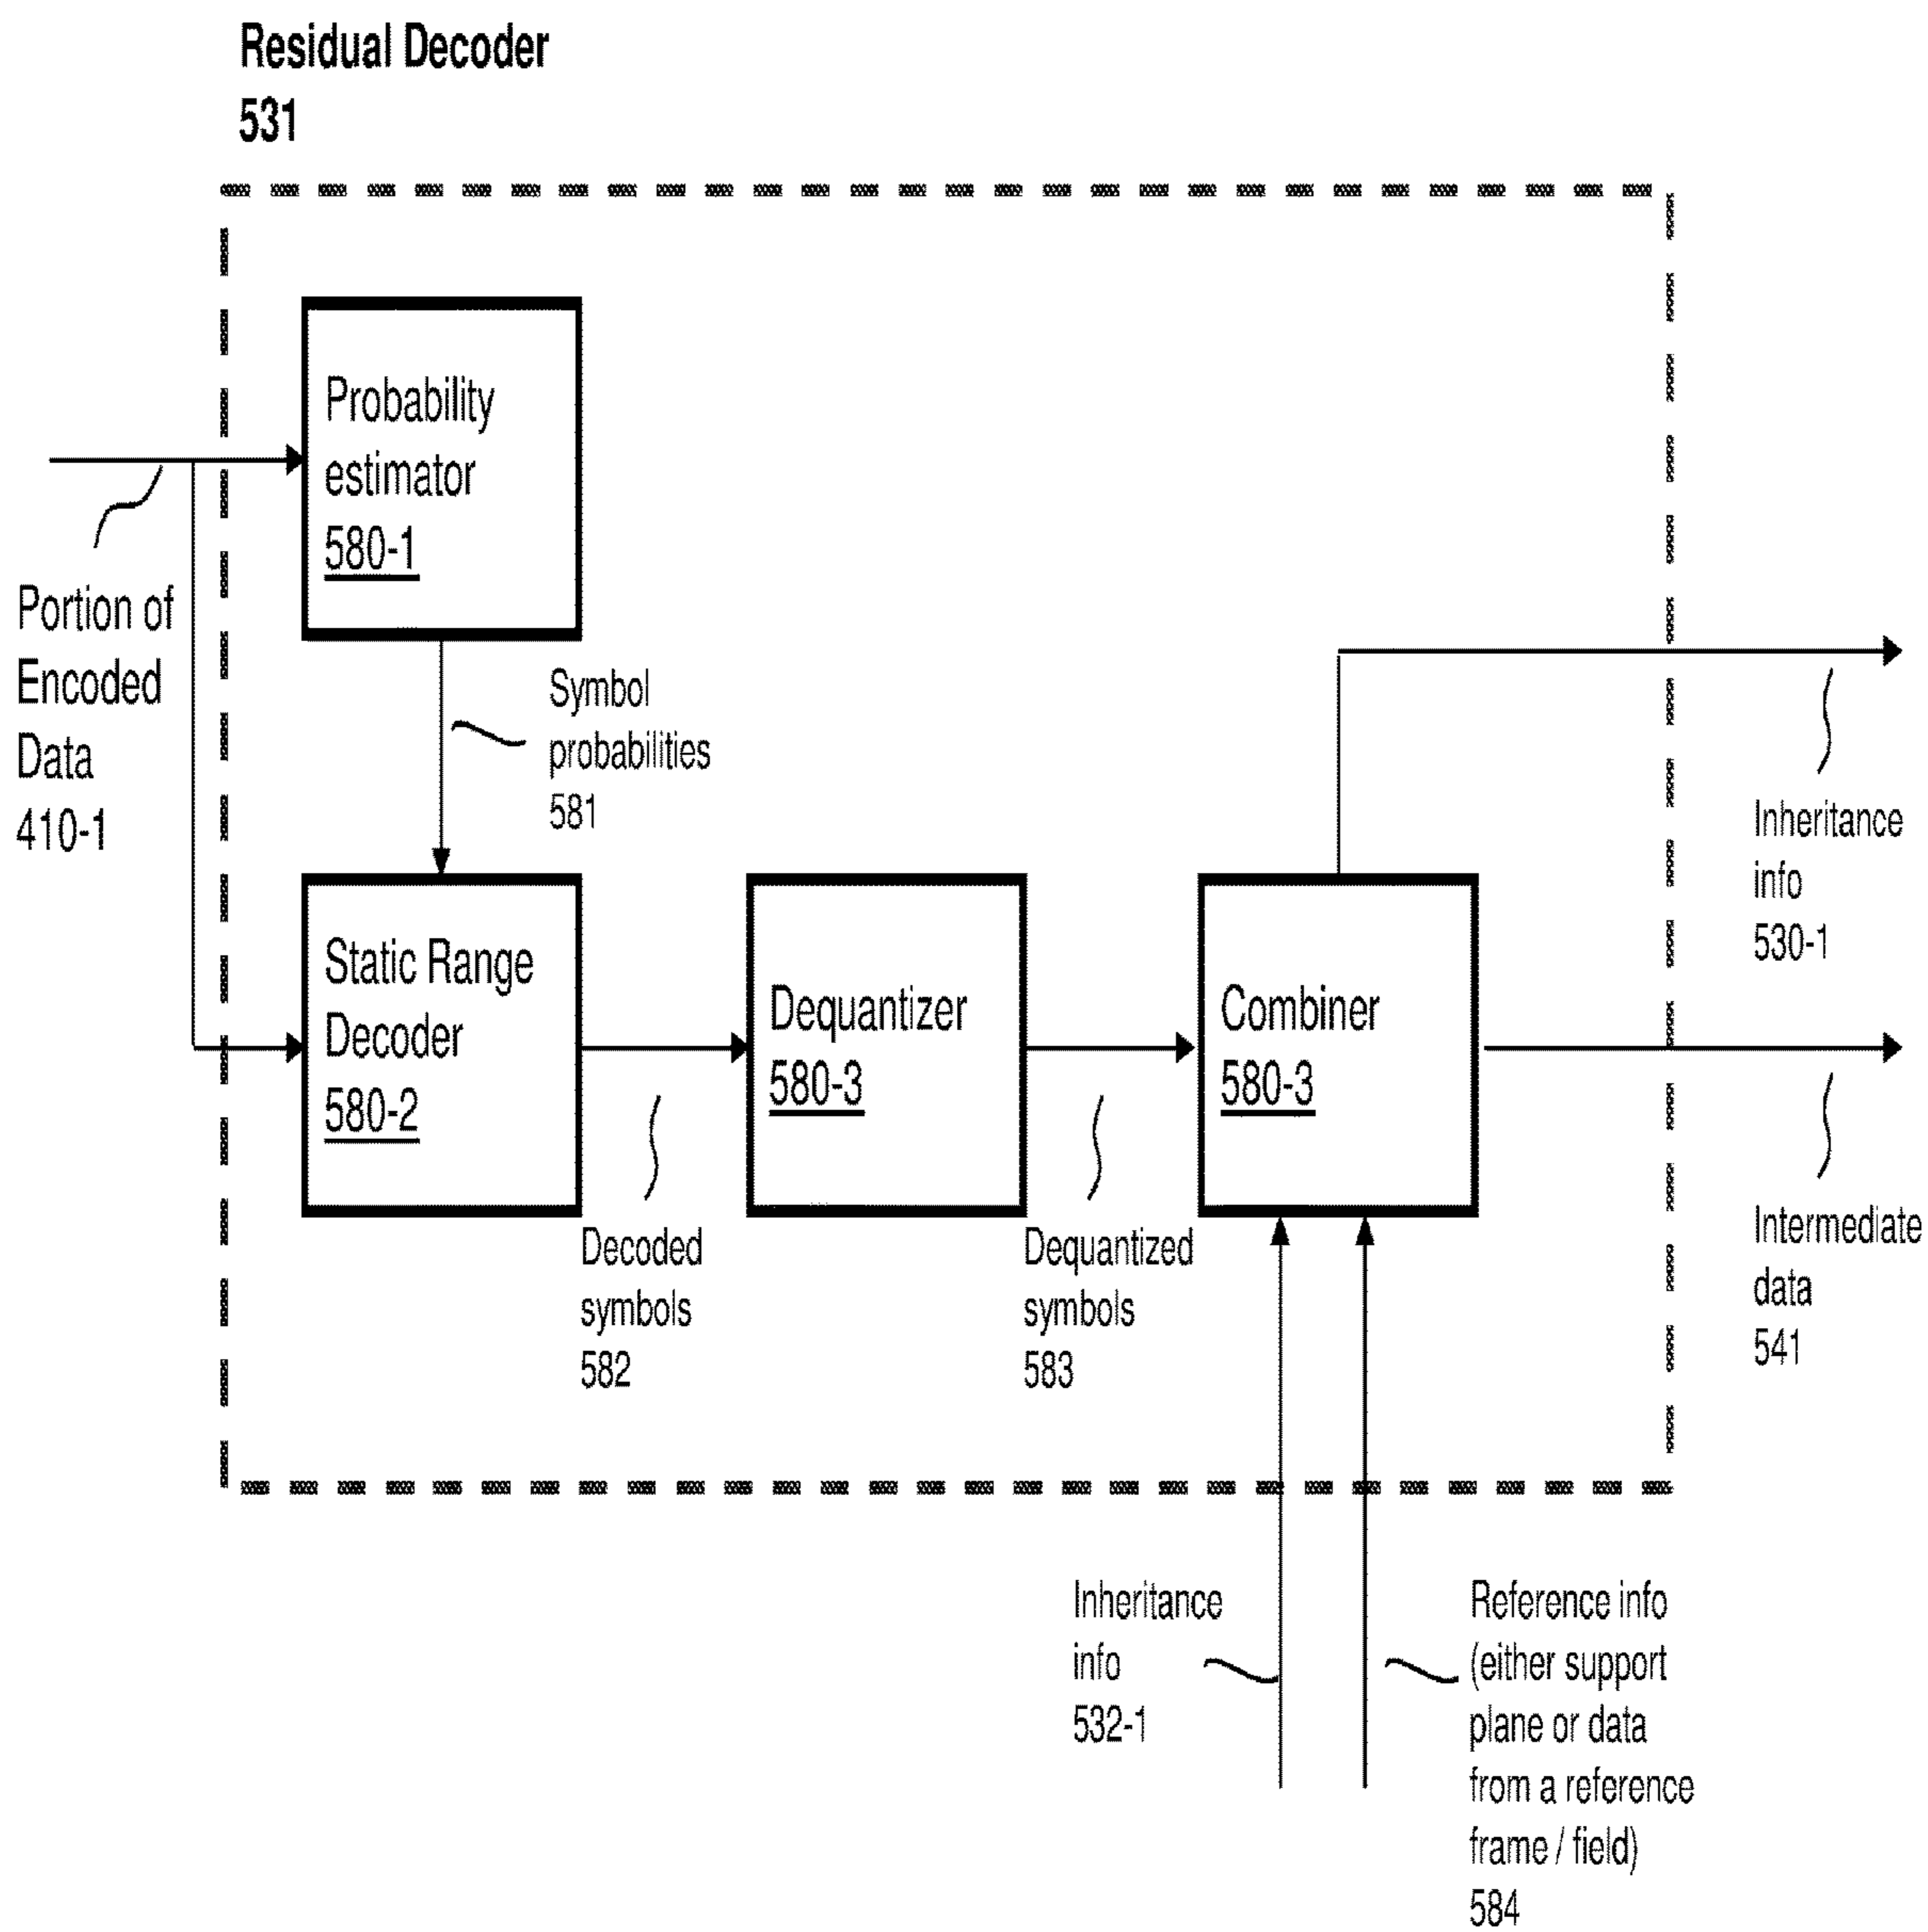 Residual Decoder
531
Probability
estimator
580-1
Portion of
Encoded
Data
410-1
Symbol
probabilities
581
Static Range
Decoder
580-2
Dequantizer
580-3
Combiner
580-3
Inheritance
info
530-1
Decoded
symbols
582
Dequantized
symbols
583
Intermediate
data
541
Inheritance
info
532-1
Reference info
(either support
plane or data
from a reference
frame / field)
584